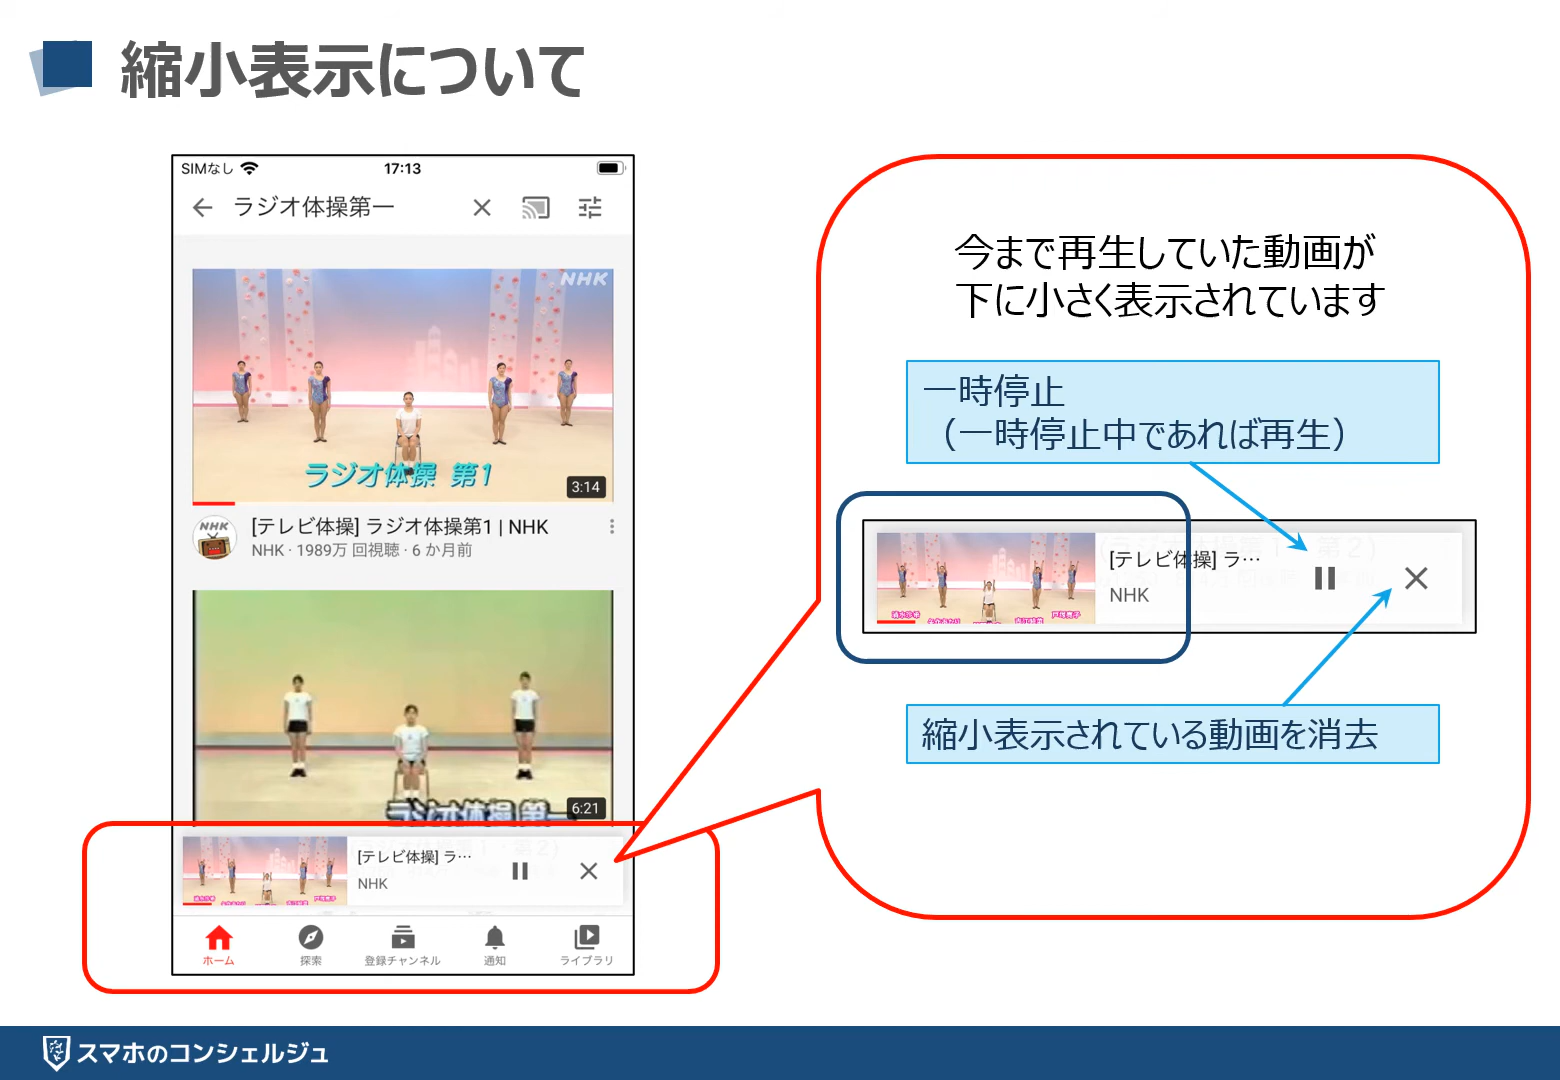 縮小表示について
SIMなし
17:13
ラジオ体操第一
NHK
ラジオ体操 第1
3:14
NHK
[テレビ体操] ラジオ体操第1 | NHK
NHK · 1989万 回視聴 · 6 か月前
ラジオ体操 第一
6:21
[テレビ体操] ラ…
NHK
ホーム
探索
登録チャンネル
通知
ライブラリ
今まで再生していた動画が
下に小さく表示されています
一時停止
（一時停止中であれば再生）
[テレビ体操] ラ…
NHK
縮小表示されている動画を消去
スマホのコンシェルジュ